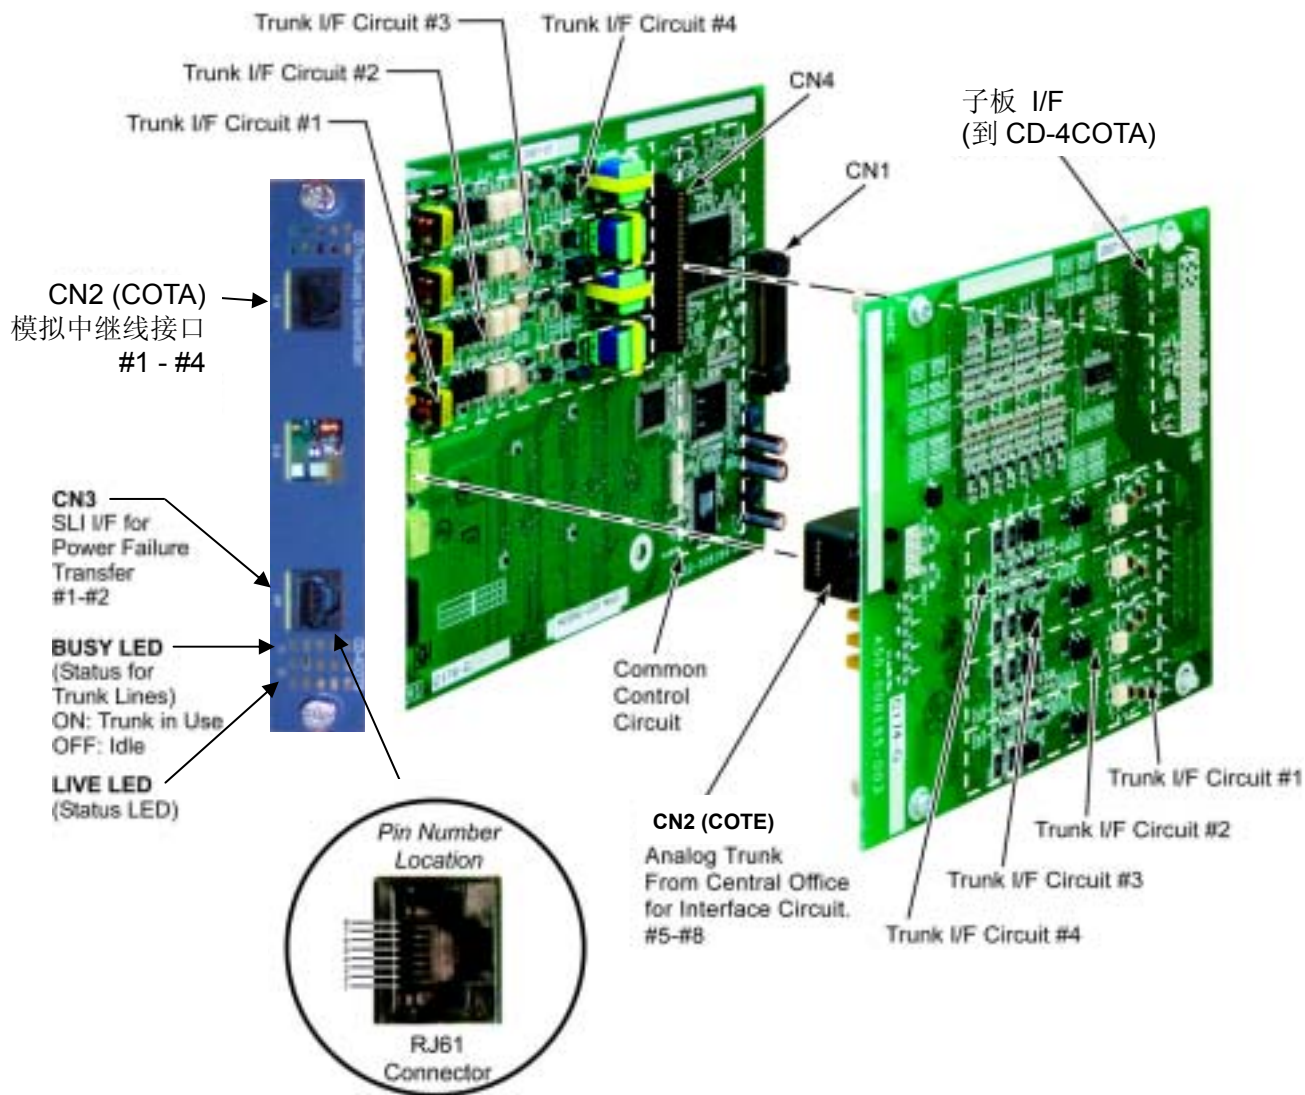 Trunk I/F Circuit #3
Trunk I/F Circuit #4
Trunk I/F Circuit #2
Trunk I/F Circuit #1
CN4
CN1
子板 I/F
(到 CD-4COTA)
CN2 (COTA)
模拟中继线接口
#1 - #4
CN3
SLI I/F for
Power Failure
Transfer
#1-#2
BUSY LED
(Status for
Trunk Lines)
ON: Trunk in Use
OFF: Idle
LIVE LED
(Status LED)
Common
Control
Circuit
CN2 (COTE)
Analog Trunk
From Central Office
for Interface Circuit.
#5-#8
Trunk I/F Circuit #1
Trunk I/F Circuit #2
Trunk I/F Circuit #3
Trunk I/F Circuit #4
Pin Number
Location
RJ61
Connector